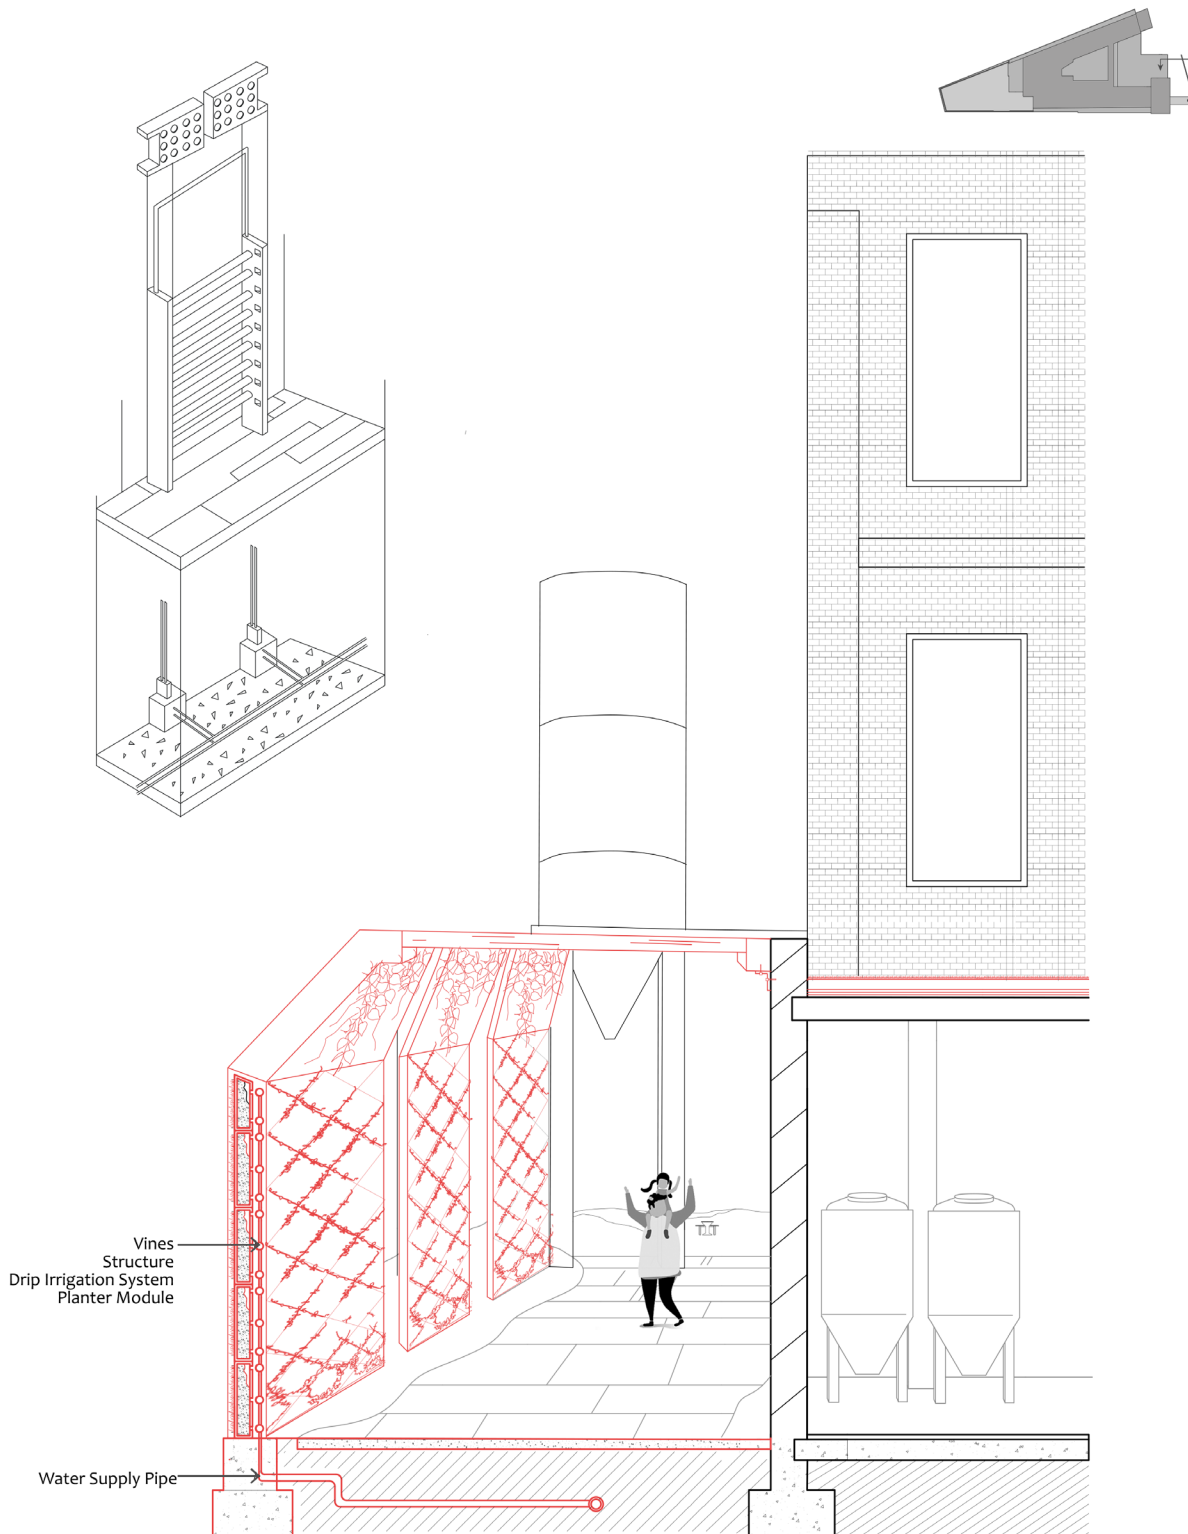 Vines
Structure
Drip Irrigation System
Planter Module
Water Supply Pipe